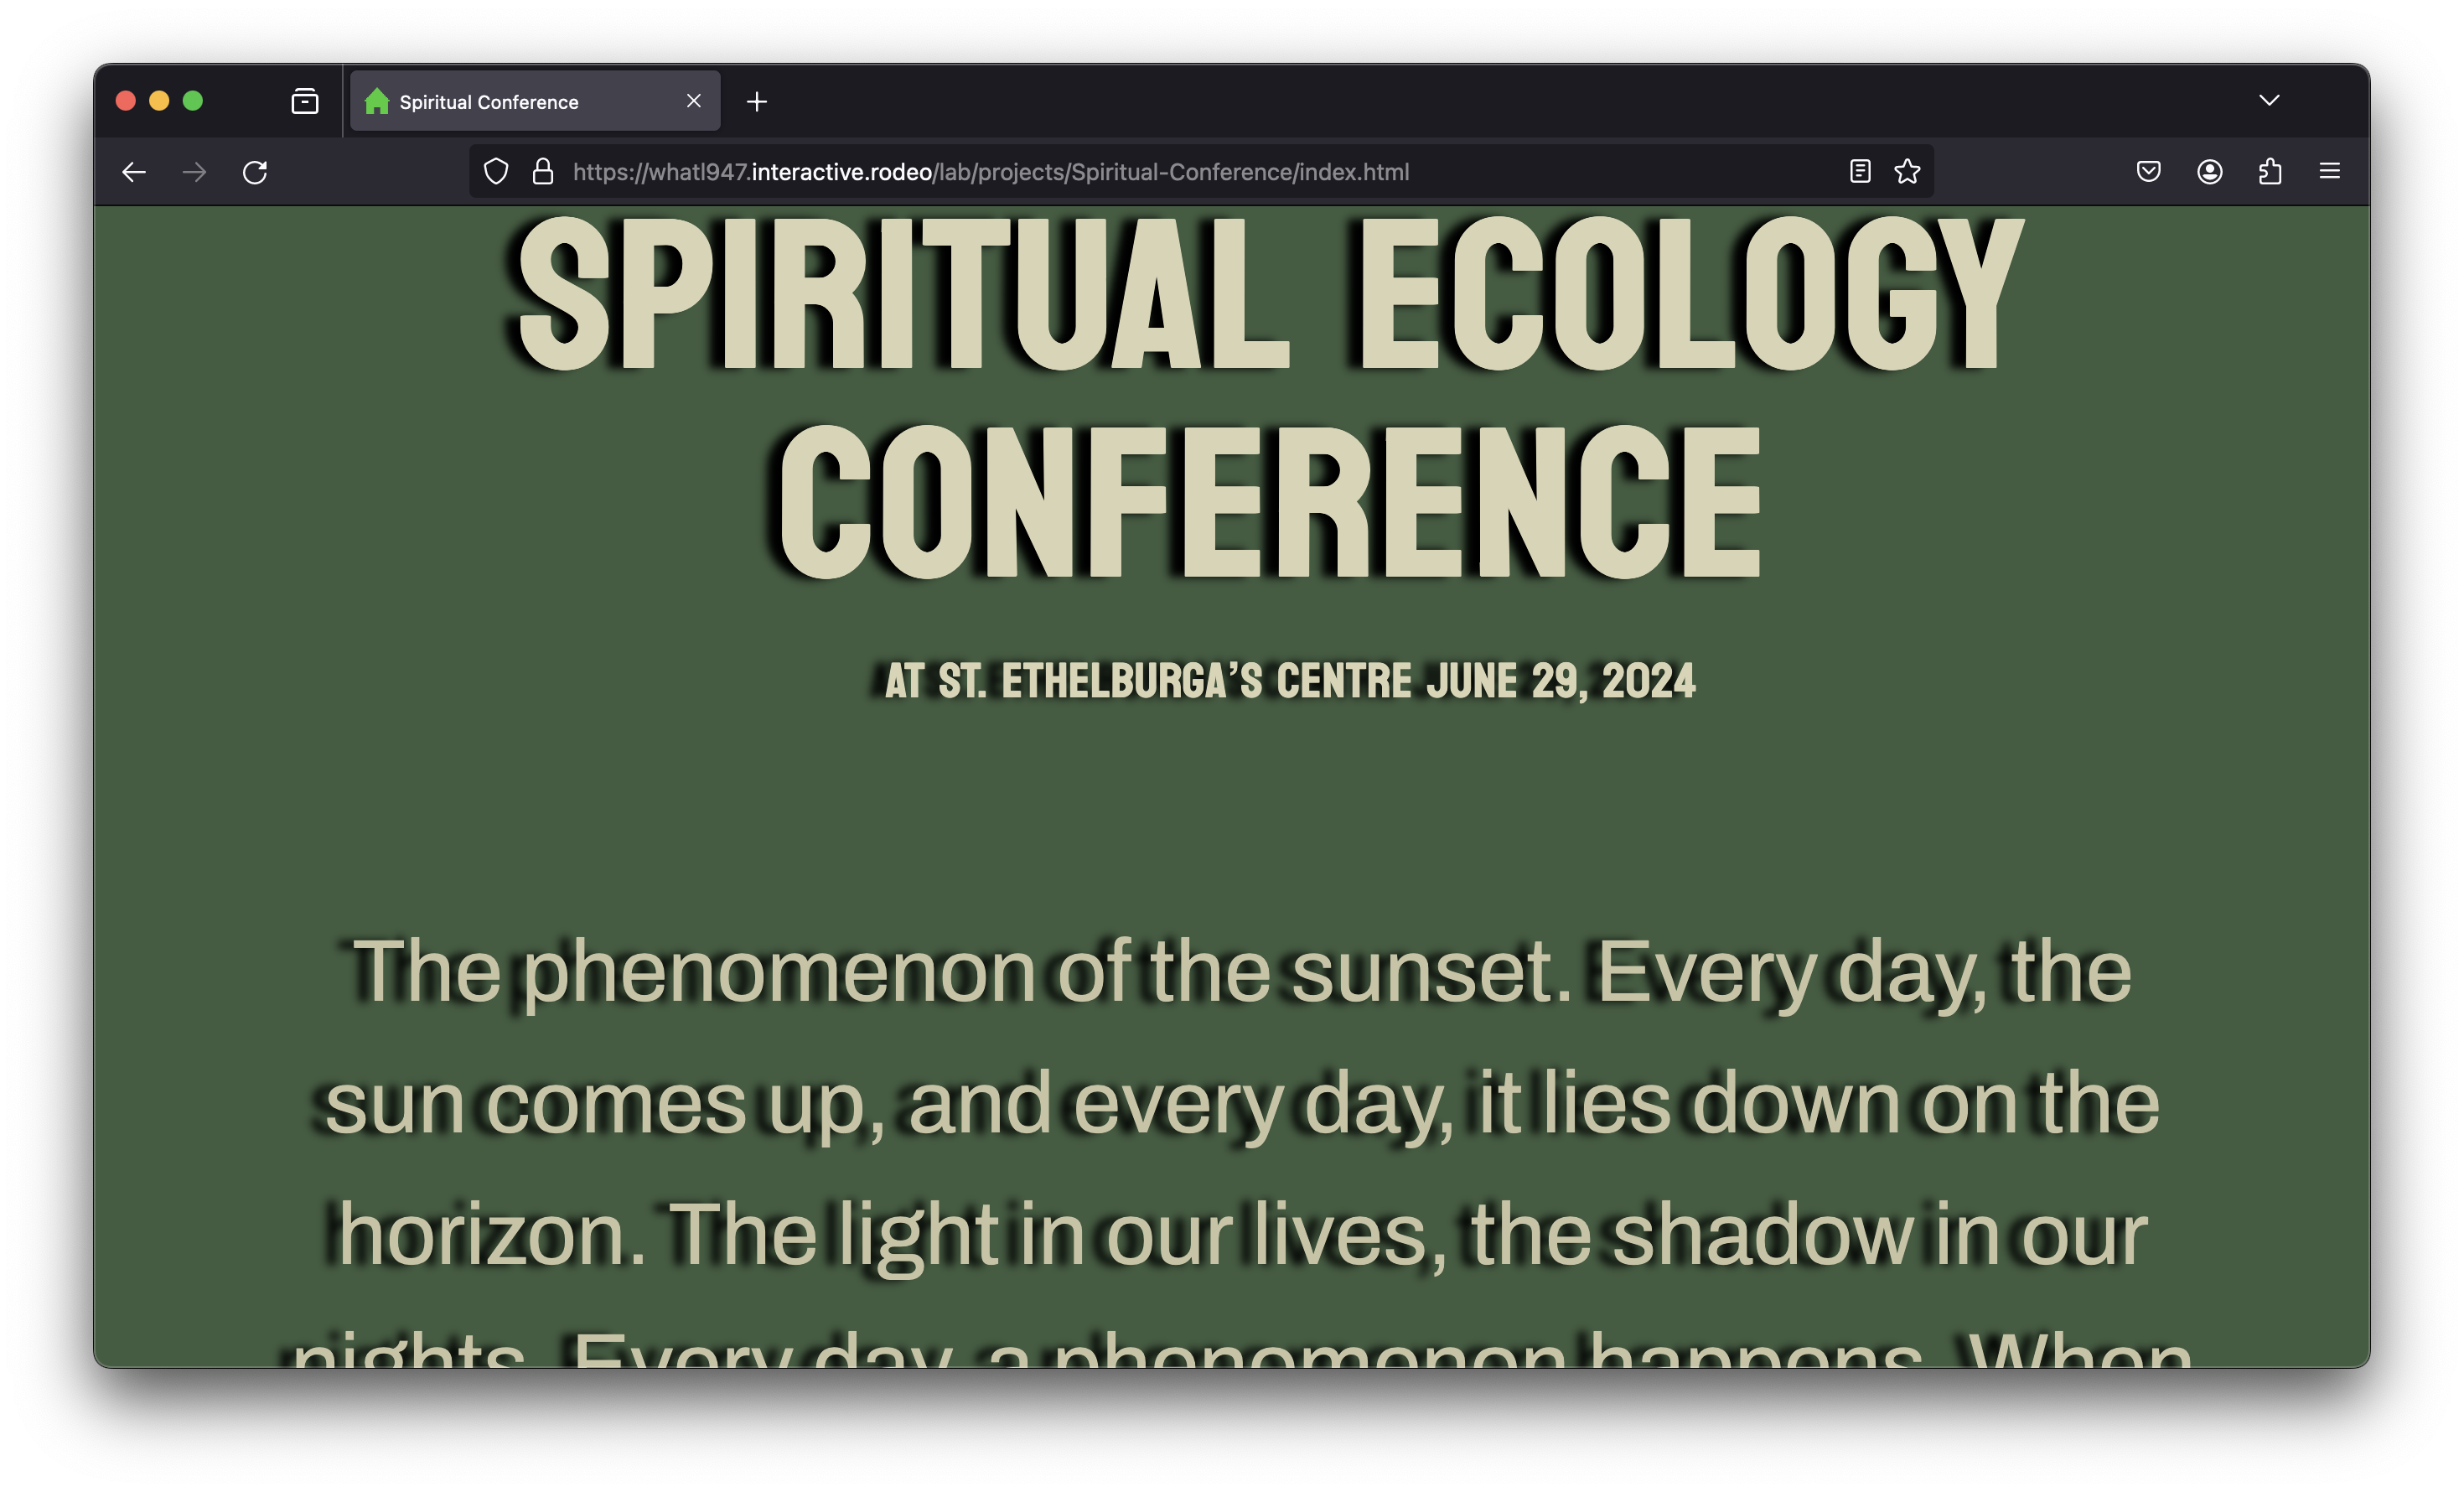 Spiritual Conference
https://whatl947.interactive.rodeo/lab/projects/Spiritual-Conference/index.html
SPIRITUAL ECOLOGY
CONFERENCE
AT ST. ETHELBURGA’S CENTRE JUNE 29, 2024
The phenomenon of the sunset. Every day, the
sun comes up, and every day, it lies down on the
horizon. The light in our lives, the shadow in our
nights. Every day, a phenomenon happens. When